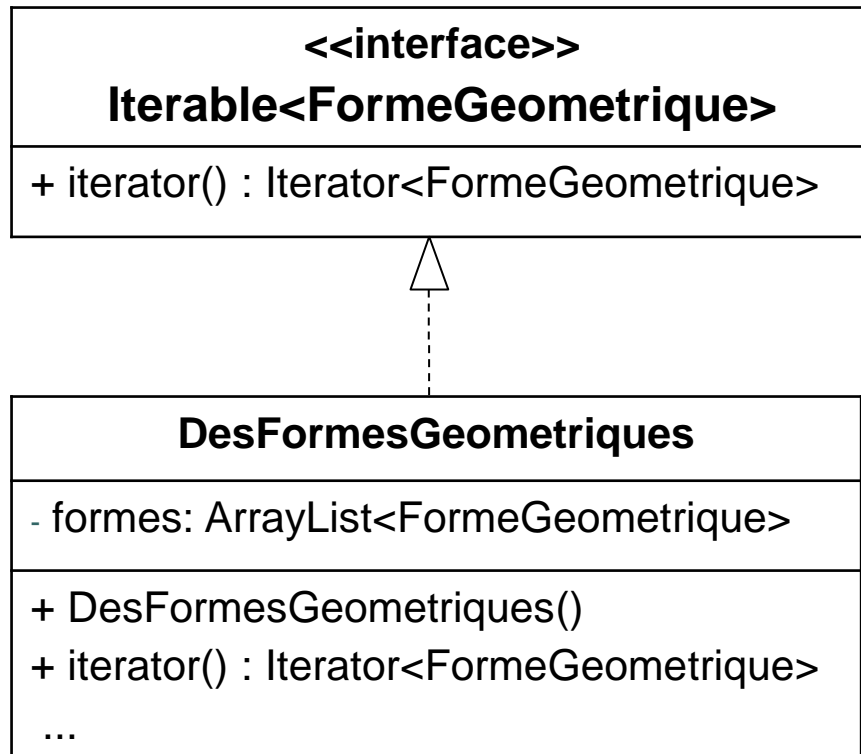 <<interface>>
Iterable<FormeGeometrique>
+ iterator() : Iterator<FormeGeometrique>
DesFormesGeometriques
- formes: ArrayList<FormeGeometrique>
+ DesFormesGeometriques()
+ iterator() : Iterator<FormeGeometrique>
...